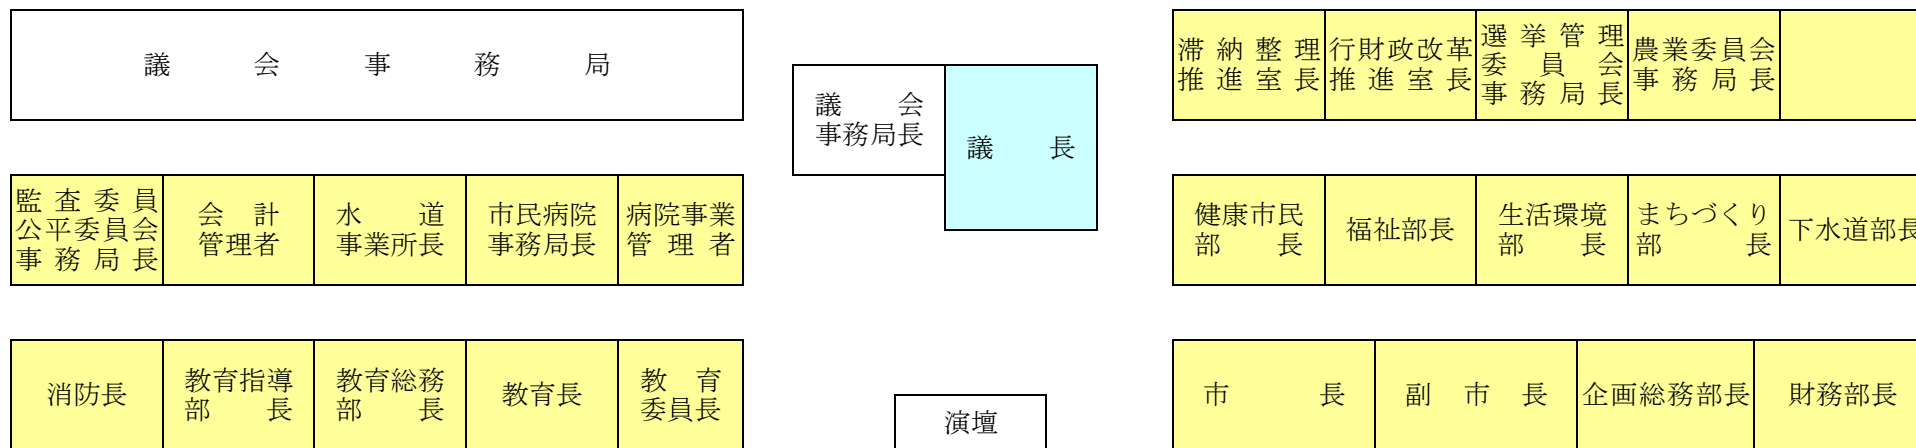 議会事務局
議会
事務局長
議長
滞納整理
推進室長
行財政改革
推進室長
選挙管理
委員会
事務局長
農業委員会
事務局長
監査委員
公平委員会
事務局長
会計
管理者
水道
事業所長
市民病院
事務局長
病院事業
管理者
健康市民
部長
福祉部長
生活環境
部長
まちづくり
部長
下水道部長
消防長
教育指導
部長
教育総務
部長
教育長
教育
委員長
演壇
市長
副市長
企画総務部長
財務部長